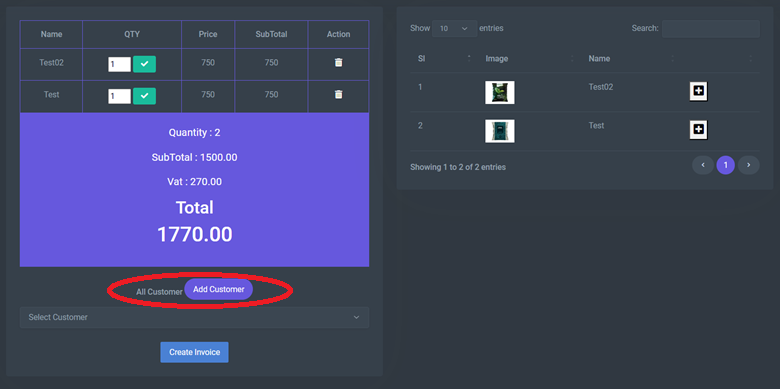 Name QTY Price SubTotal Action
Test02 1 750 750
Test 1 750 750
Quantity : 2
SubTotal : 1500.00
Vat : 270.00
Total
1770.00
All Customer Add Customer
Select Customer
Create Invoice
Show 10 entries Search:
Sl Image Name
1 Test02
2 Test
Showing 1 to 2 of 2 entries 1